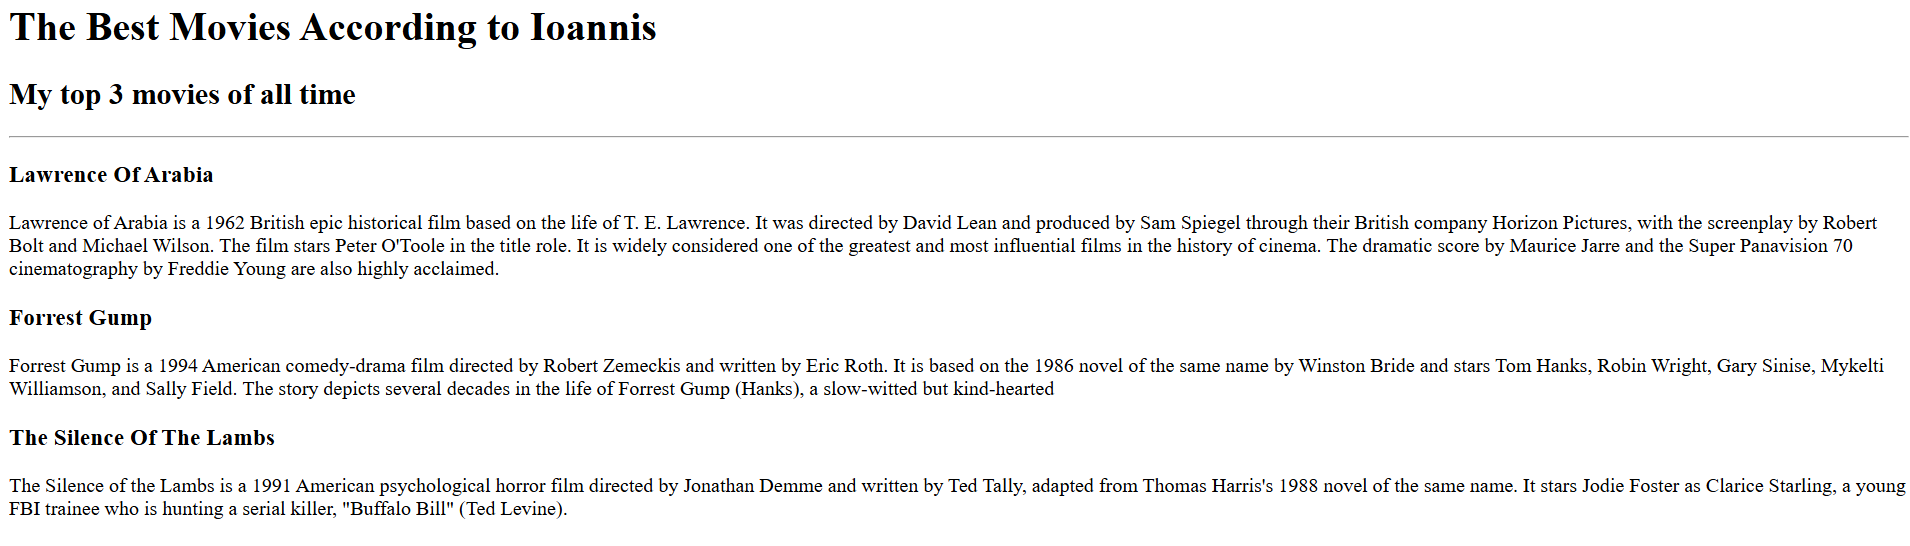 The Best Movies According to Ioannis
My top 3 movies of all time
Lawrence Of Arabia
Lawrence of Arabia is a 1962 British epic historical film based on the life of T. E. Lawrence. It was directed by David Lean and produced by Sam Spiegel through their British company Horizon Pictures, with the screenplay by Robert
Bolt and Michael Wilson. The film stars Peter O'Toole in the title role. It is widely considered one of the greatest and most influential films in the history of cinema. The dramatic score by Maurice Jarre and the Super Panavision 70
cinematography by Freddie Young are also highly acclaimed.
Forrest Gump
Forrest Gump is a 1994 American comedy-drama film directed by Robert Zemeckis and written by Eric Roth. It is based on the 1986 novel of the same name by Winston Bride and stars Tom Hanks, Robin Wright, Gary Sinise, Mykelti
Williamson, and Sally Field. The story depicts several decades in the life of Forrest Gump (Hanks), a slow-witted but kind-hearted
The Silence Of The Lambs
The Silence of the Lambs is a 1991 American psychological horror film directed by Jonathan Demme and written by Ted Tally, adapted from Thomas Harris's 1988 novel of the same name. It stars Jodie Foster as Clarice Starling, a young
FBI trainee who is hunting a serial killer, "Buffalo Bill" (Ted Levine).